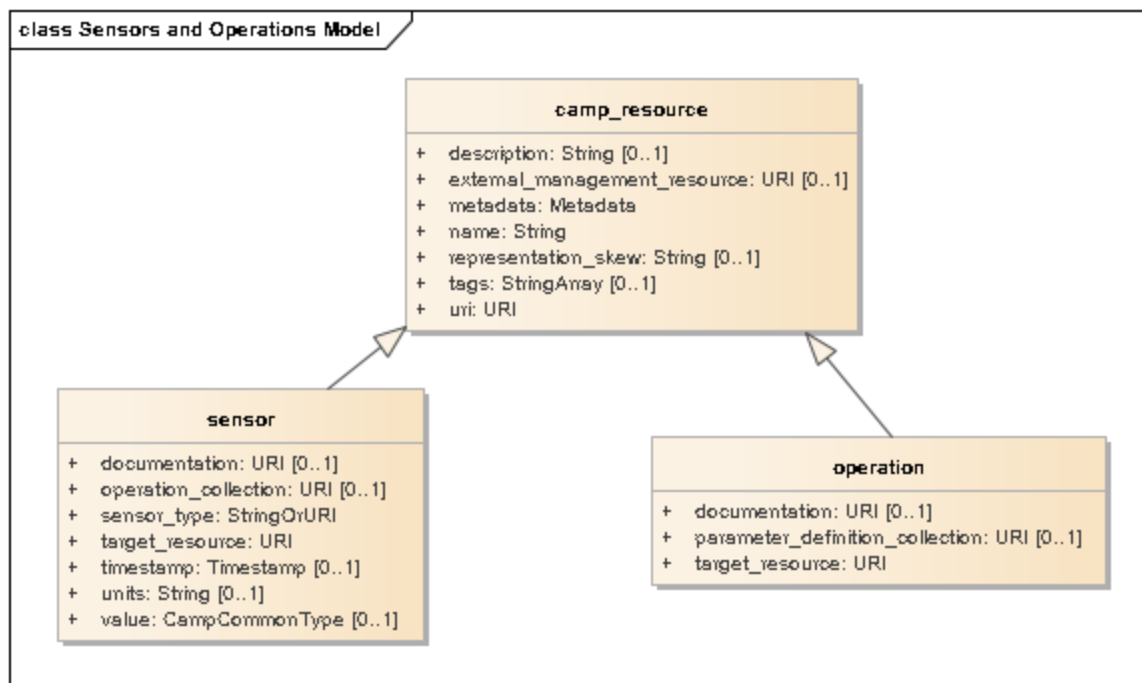 class Sensors and Operations Model
camp_resource
+ description: String [0..1]
+ external_management_resource: URI [0..1]
+ metadata: Metadata
+ name: String
+ representation_skew: String [0..1]
+ tags: StringArray [0..1]
+ uri: URI
sensor
+ documentation: URI [0..1]
+ operation_collection: URI [0..1]
+ sensor_type: StringOrURI
+ target_resource: URI
+ timestamp: Timestamp [0..1]
+ units: String [0..1]
+ value: CampCommonType [0..1]
operation
+ documentation: URI [0..1]
+ parameter_definition_collection: URI [0..1]
+ target_resource: URI